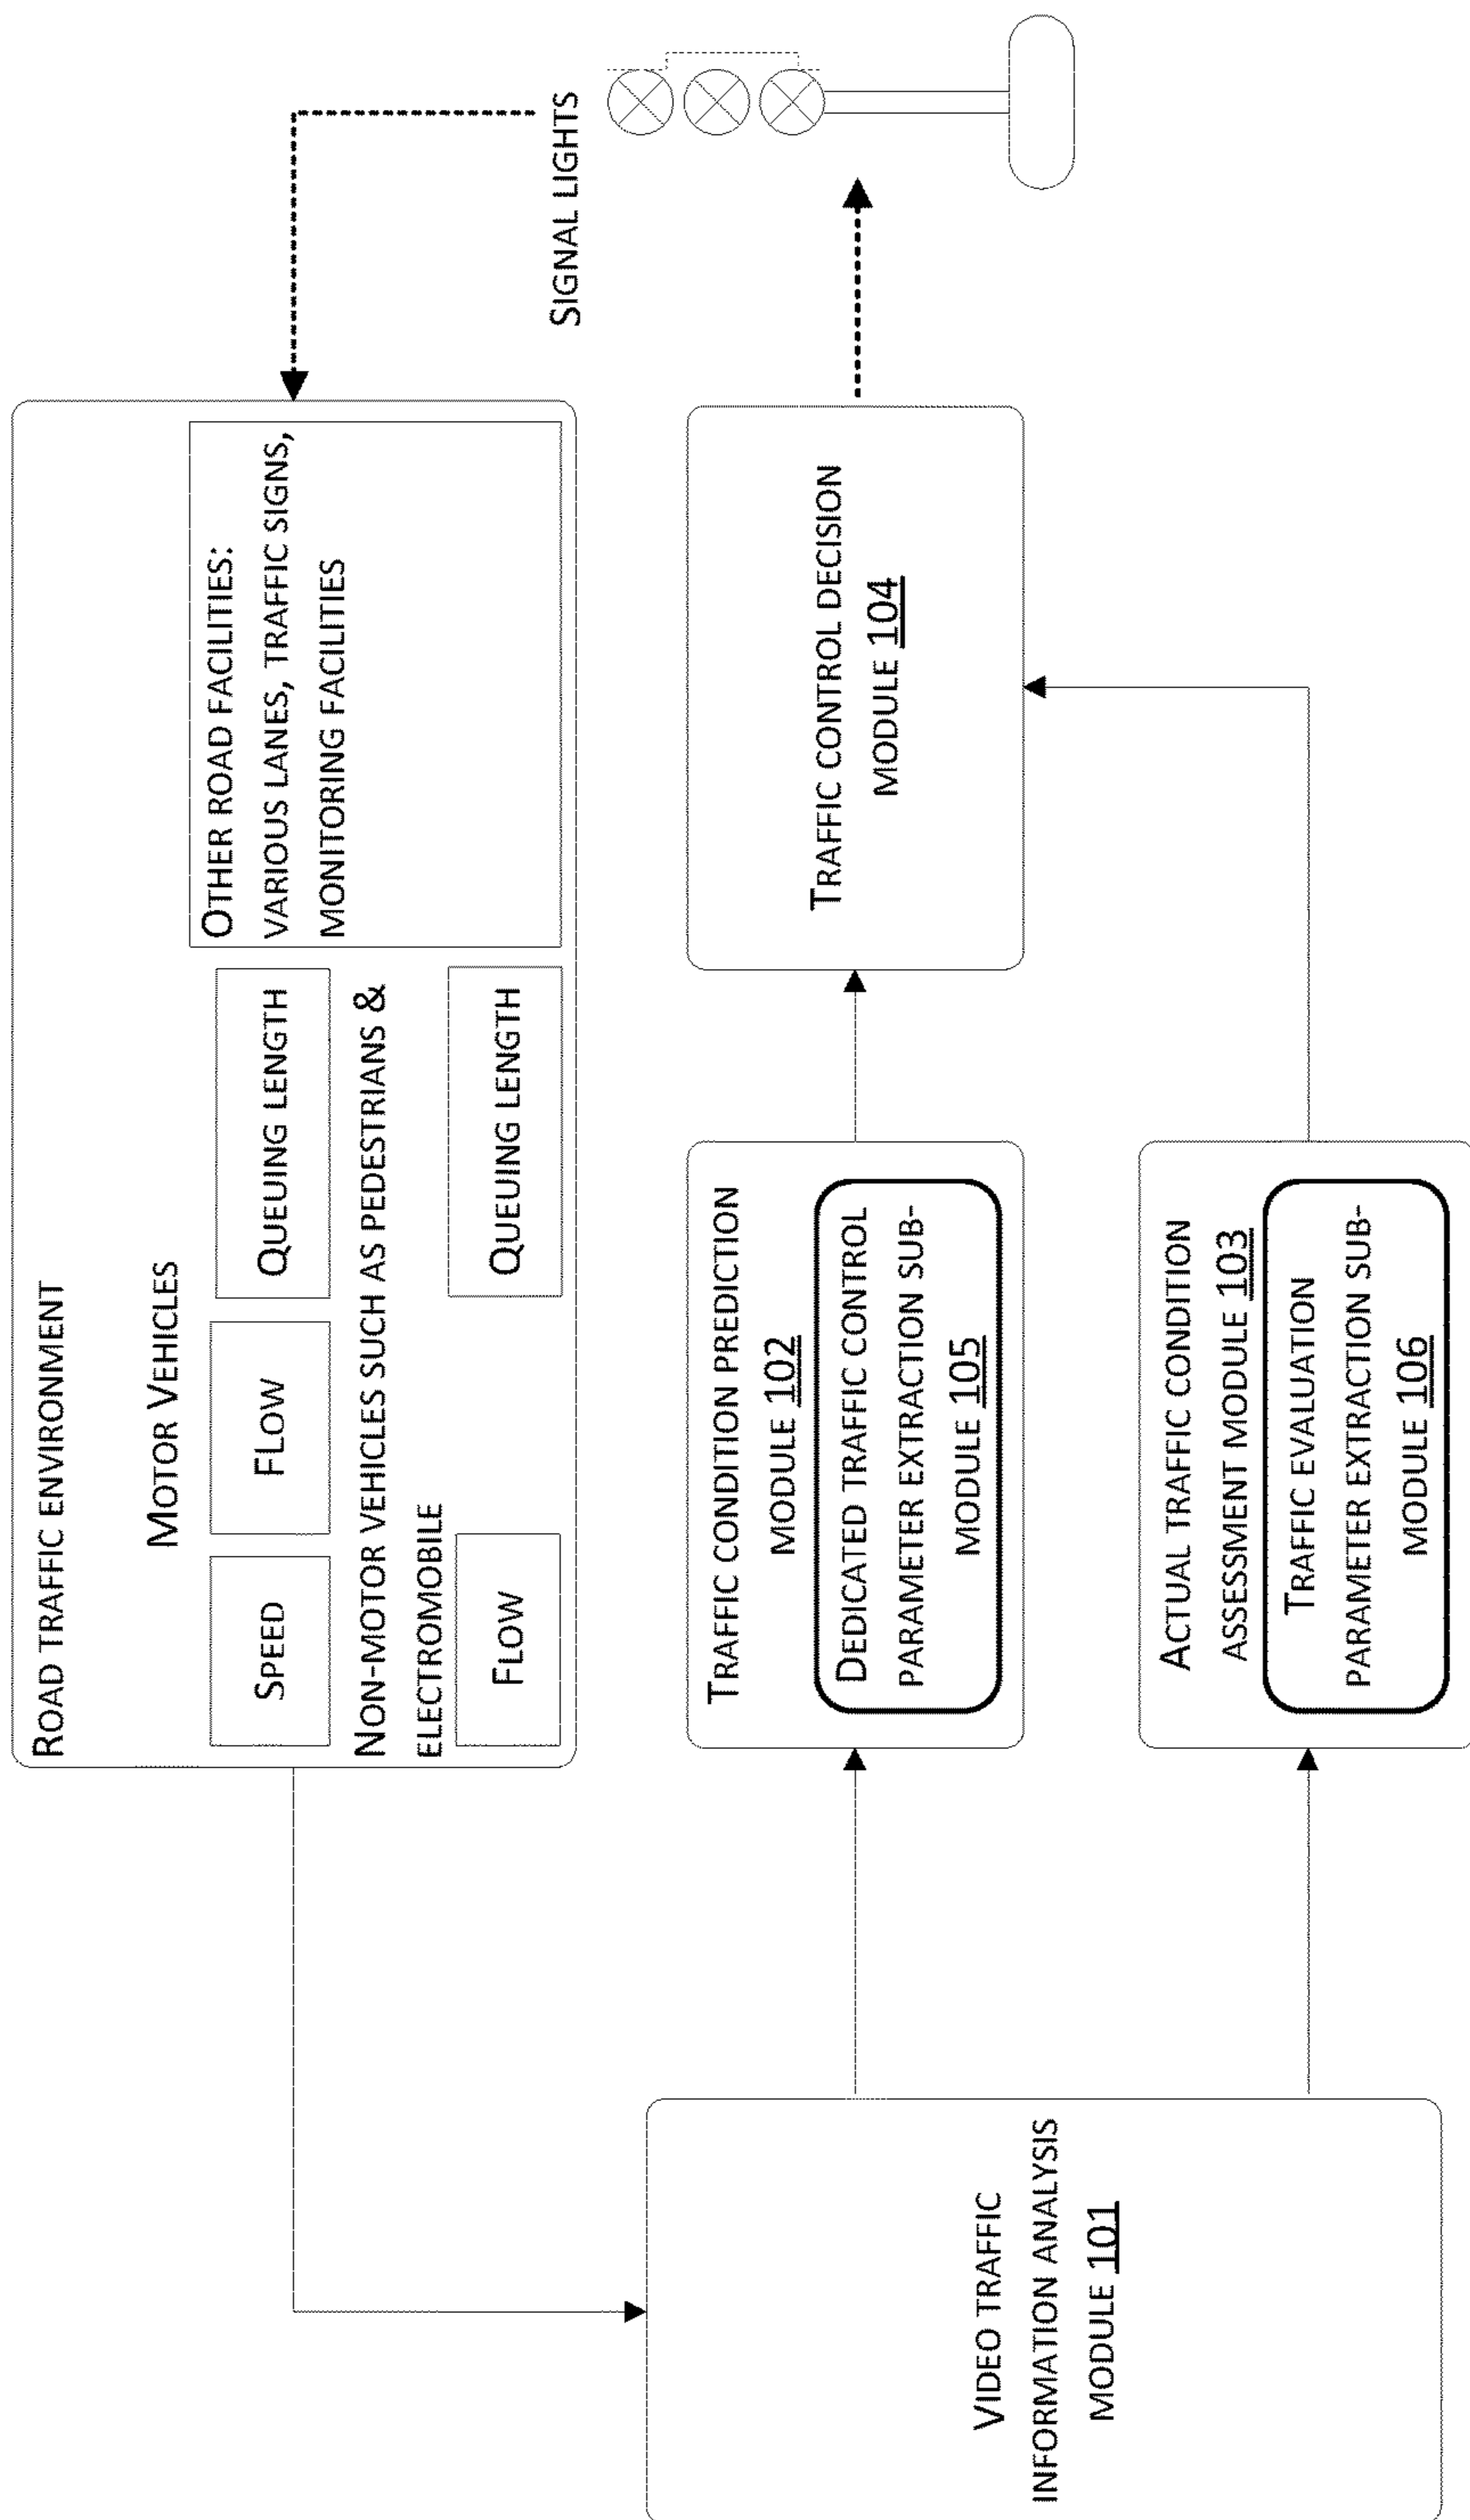 ROAD TRAFFIC ENVIRONMENT
MOTOR VEHICLES
SPEED
FLOW
QUEUING LENGTH
NON-MOTOR VEHICLES SUCH AS PEDESTRIANS &
ELECTROMOBILE
FLOW
QUEUING LENGTH
OTHER ROAD FACILITIES:
VARIOUS LANES, TRAFFIC SIGNS,
MONITORING FACILITIES
SIGNAL LIGHTS
VIDEO TRAFFIC
INFORMATION ANALYSIS
MODULE 101
TRAFFIC CONDITION PREDICTION
MODULE 102
DEDICATED TRAFFIC CONTROL
PARAMETER EXTRACTION SUB-
MODULE 105
TRAFFIC CONTROL DECISION
MODULE 104
ACTUAL TRAFFIC CONDITION
ASSESSMENT MODULE 103
TRAFFIC EVALUATION
PARAMETER EXTRACTION SUB-
MODULE 106